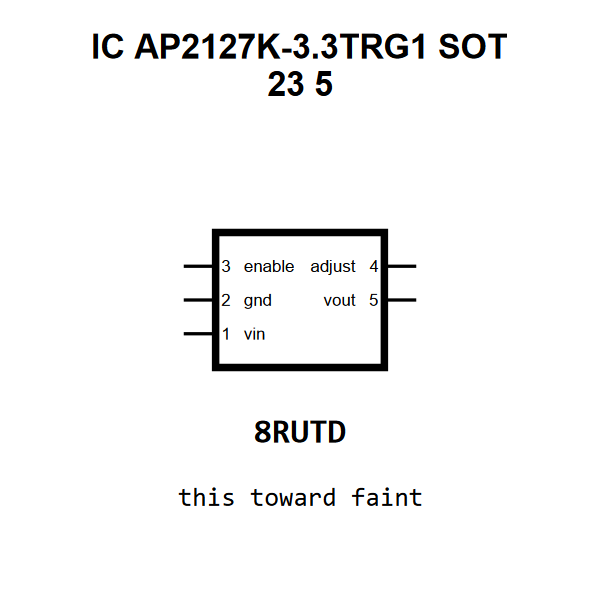 IC AP2127K-3.3TRG1 SOT
23 5
3 enable adjust 4
2 gnd vout 5
1 vin
8RUTD
this toward faint